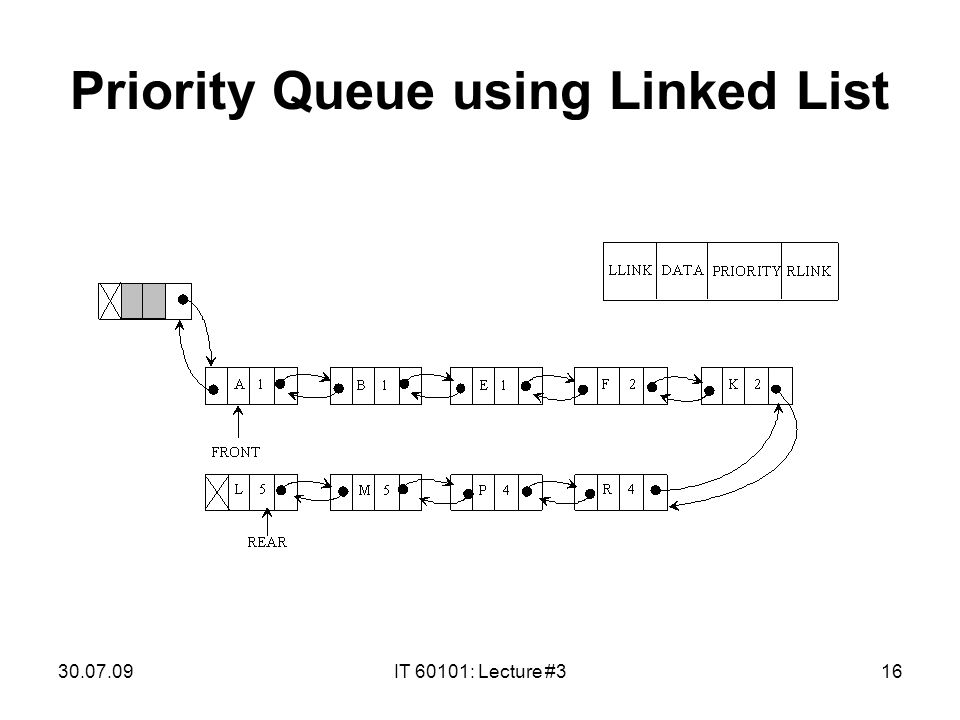 Priority Queue using Linked List
LLINK DATA PRIORITY RLINK
A 1 B 1 E 1 F 2 K 2
FRONT
L 5 M 5 P 4 R 4
REAR
30.07.09 IT 60101: Lecture #3 16